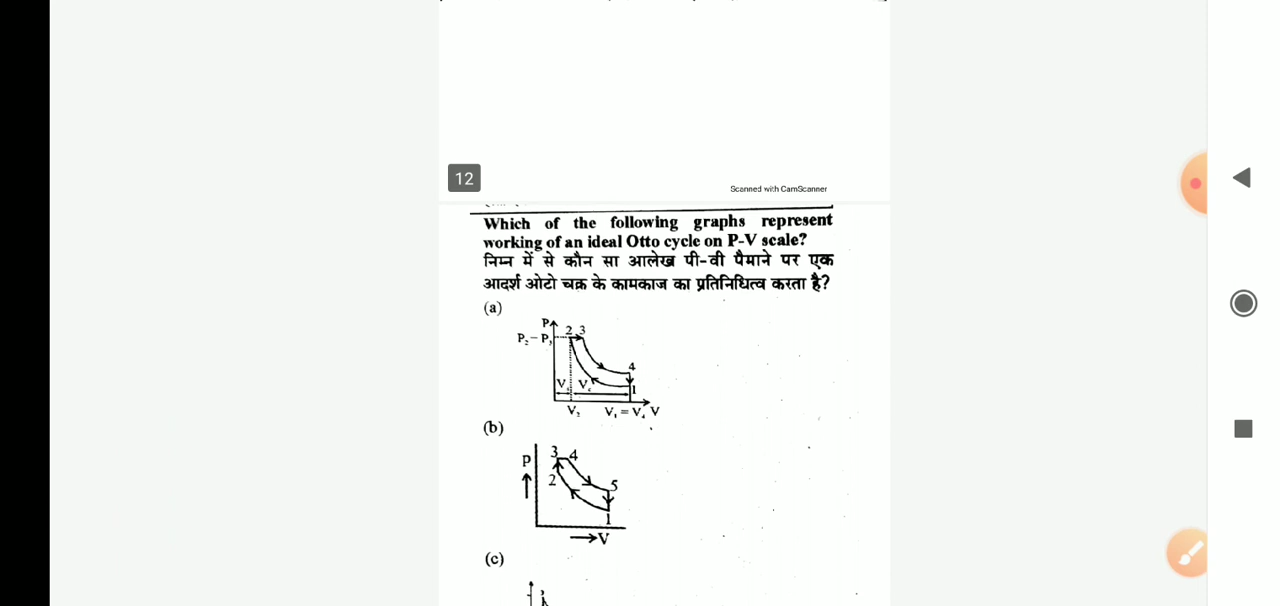 12
Scanned with CamScanner
Which of the following graphs represent
working of an ideal Otto cycle on P-V scale?
निम्न में से कौन सा आलेख पी-वी पैमाने पर एक
आदर्श ओटो चक्र के कामकाज का प्रतिनिधित्व करता है?
(a)
P
2 3
P₂ – P₃
4
V
1
V₂ V₁ = V₄ V
(b)
P
3 4
2
5
1
V
(c)